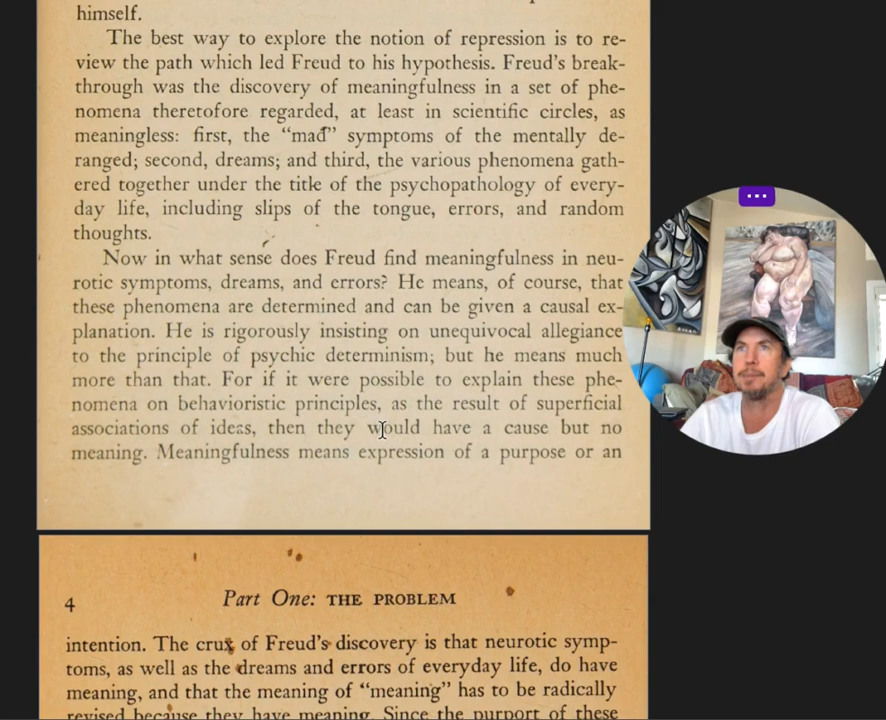 himself.
The best way to explore the notion of repression is to re-
view the path which led Freud to his hypothesis. Freud's break-
through was the discovery of meaningfulness in a set of phe-
nomena theretofore regarded, at least in scientific circles, as
meaningless: first, the “mad” symptoms of the mentally de-
ranged; second, dreams; and third, the various phenomena gath-
ered together under the title of the psychopathology of every-
day life, including slips of the tongue, errors, and random
thoughts.
Now in what sense does Freud find meaningfulness in neu-
rotic symptoms, dreams, and errors? He means, of course, that
these phenomena are determined and can be given a causal ex-
planation. He is rigorously insisting on unequivocal allegiance
to the principle of psychic determinism; but he means much
more than that. For if it were possible to explain these phe-
nomena on behavioristic principles, as the result of superficial
associations of ideas, then they would have a cause but no
meaning. Meaningfulness means expression of a purpose or an
4
Part One: THE PROBLEM
intention. The crux of Freud's discovery is that neurotic symp-
toms, as well as the dreams and errors of everyday life, do have
meaning, and that the meaning of “meaning” has to be radically
revised because they have meaning. Since the purport of these